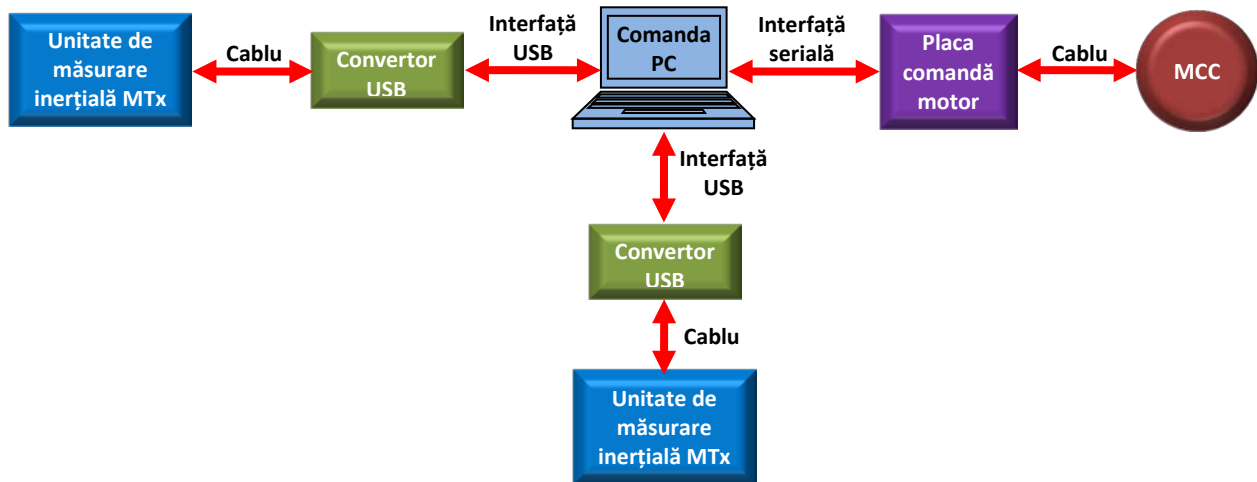 Unitate de
măsurare
inerțială MTx
Cablu
Convertor
USB
Interfață
USB
Comanda
PC
Interfață
serială
Placa
comandă
motor
Cablu
MCC
Interfață
USB
Convertor
USB
Cablu
Unitate de
măsurare
inerțială MTx